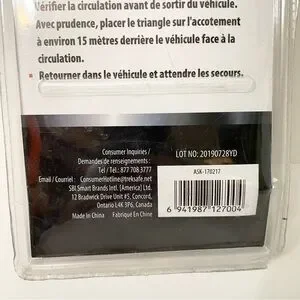 Vérifier la circulation avant de sortir du véhicule.
Avec prudence, placer le triangle sur l'accotement
à environ 15 mètres derrière le véhicule face à la
circulation.
Retourner dans le véhicule et attendre les secours.
Consumer Inquiries /
Demandes de renseignements :
Tel / Tél.: 877 708 3777
Email / Courriel : ConsumerHotline@treksafe.net
SBI Smart Brands Intl. [America] Ltd.
12 Bradwick Drive Unit #5, Concord,
Ontario L4K 3P6, Canada
Made In China Fabriqué En Chine
LOT NO: 20190728YD
ASK-170217
6 941987 127004